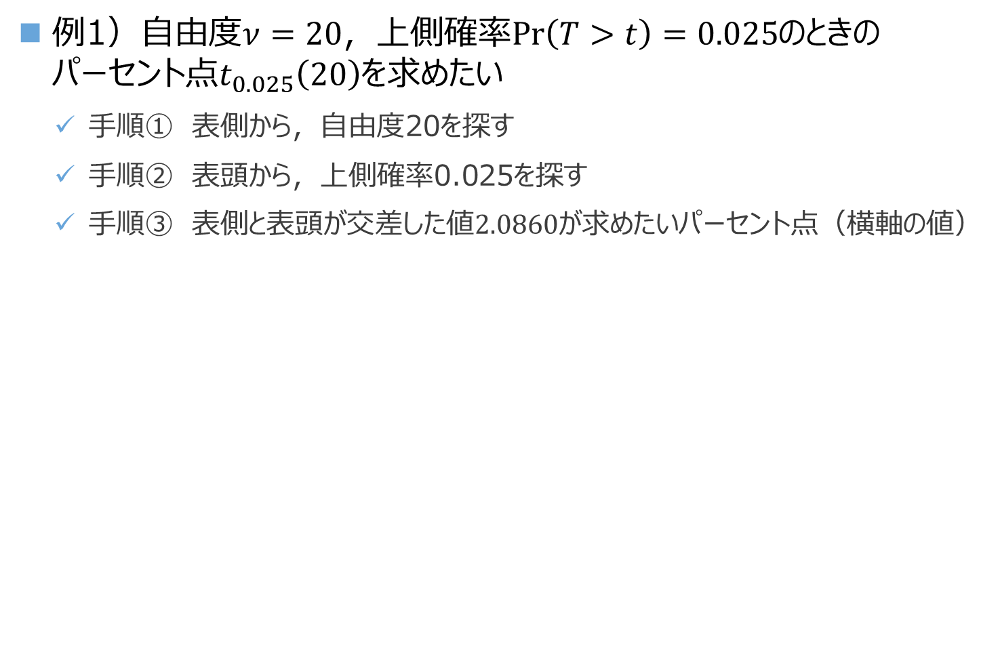 例1）自由度ν = 20，上側確率Pr(T > t) = 0.025のときの
パーセント点t₀.₀₂₅(20)を求めたい
手順①　表側から，自由度20を探す
手順②　表頭から，上側確率0.025を探す
手順③　表側と表頭が交差した値2.0860が求めたいパーセント点（横軸の値）